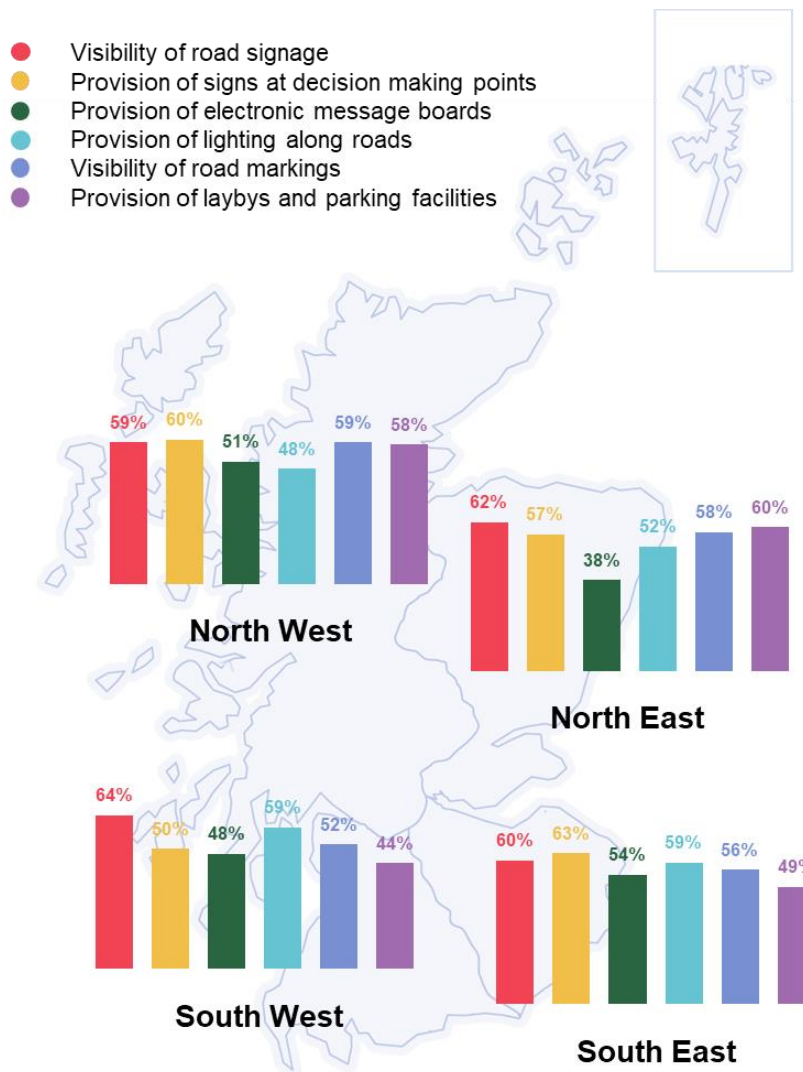 Visibility of road signage
Provision of signs at decision making points
Provision of electronic message boards
Provision of lighting along roads
Visibility of road markings
Provision of laybys and parking facilities
59% 60% 51% 48% 59% 58%
North West
62% 57% 38% 52% 58% 60%
North East
64% 50% 48% 59% 52% 44%
South West
60% 63% 54% 59% 56% 49%
South East